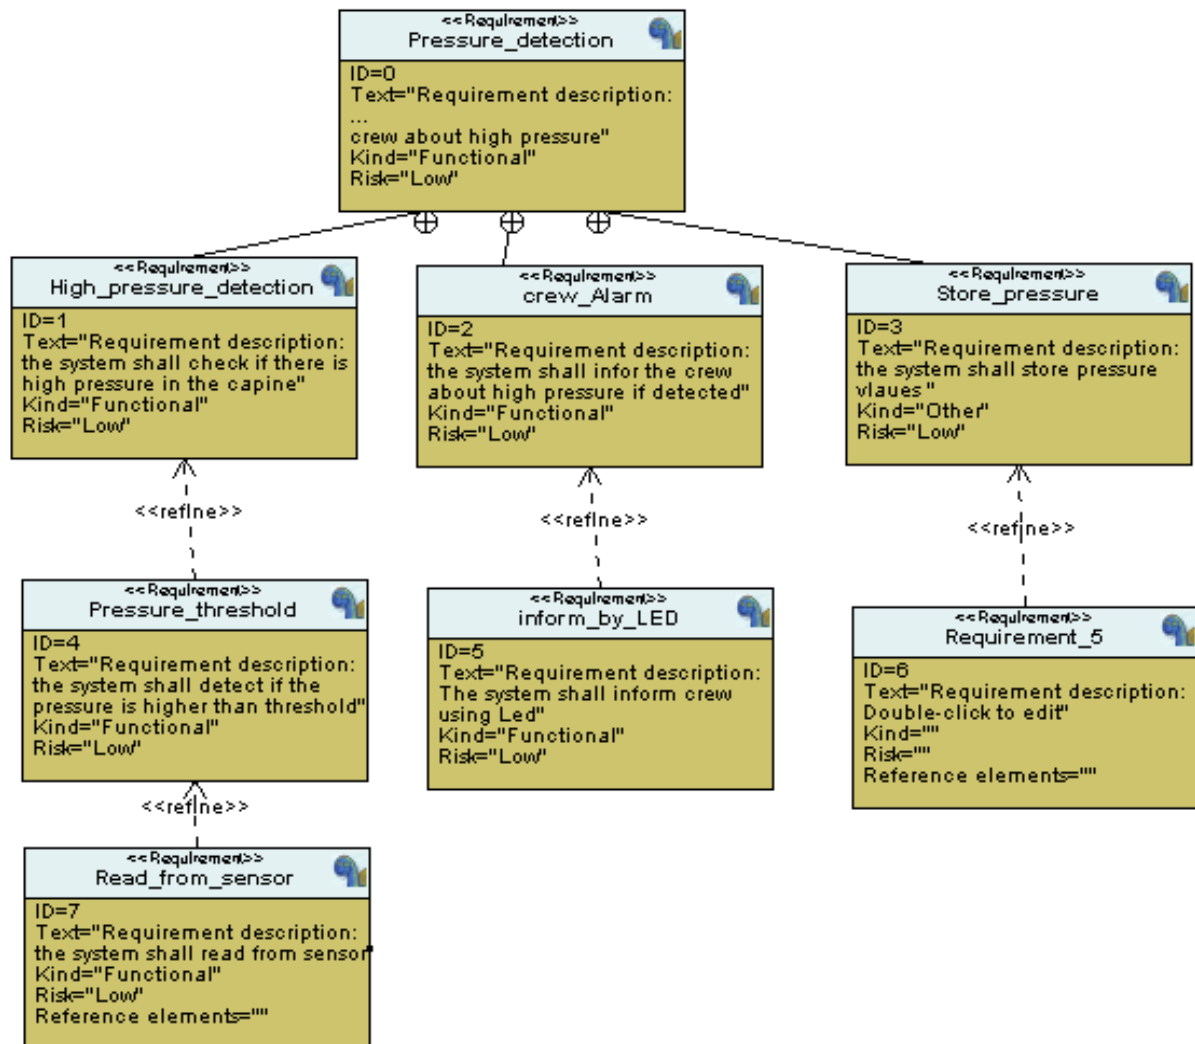 <<Requirement>>
Pressure_detection
ID=0
Text="Requirement description:
...
crew about high pressure"
Kind="Functional"
Risk="Low"
<<Requirement>>
High_pressure_detection
ID=1
Text="Requirement description:
the system shall check if there is
high pressure in the capine"
Kind="Functional"
Risk="Low"
<<Requirement>>
crew_Alarm
ID=2
Text="Requirement description:
the system shall infor the crew
about high pressure if detected"
Kind="Functional"
Risk="Low"
<<Requirement>>
Store_pressure
ID=3
Text="Requirement description:
the system shall store pressure
vlaues "
Kind="Other"
Risk="Low"
<<refine>>
<<refine>>
<<refine>>
<<Requirement>>
Pressure_threshold
ID=4
Text="Requirement description:
the system shall detect if the
pressure is higher than threshold"
Kind="Functional"
Risk="Low"
<<Requirement>>
inform_by_LED
ID=5
Text="Requirement description:
The system shall inform crew
using Led"
Kind="Functional"
Risk="Low"
<<Requirement>>
Requirement_5
ID=6
Text="Requirement description:
Double-click to edit"
Kind=""
Risk=""
Reference elements=""
<<refine>>
<<Requirement>>
Read_from_sensor
ID=7
Text="Requirement description:
the system shall read from sensor"
Kind="Functional"
Risk="Low"
Reference elements=""